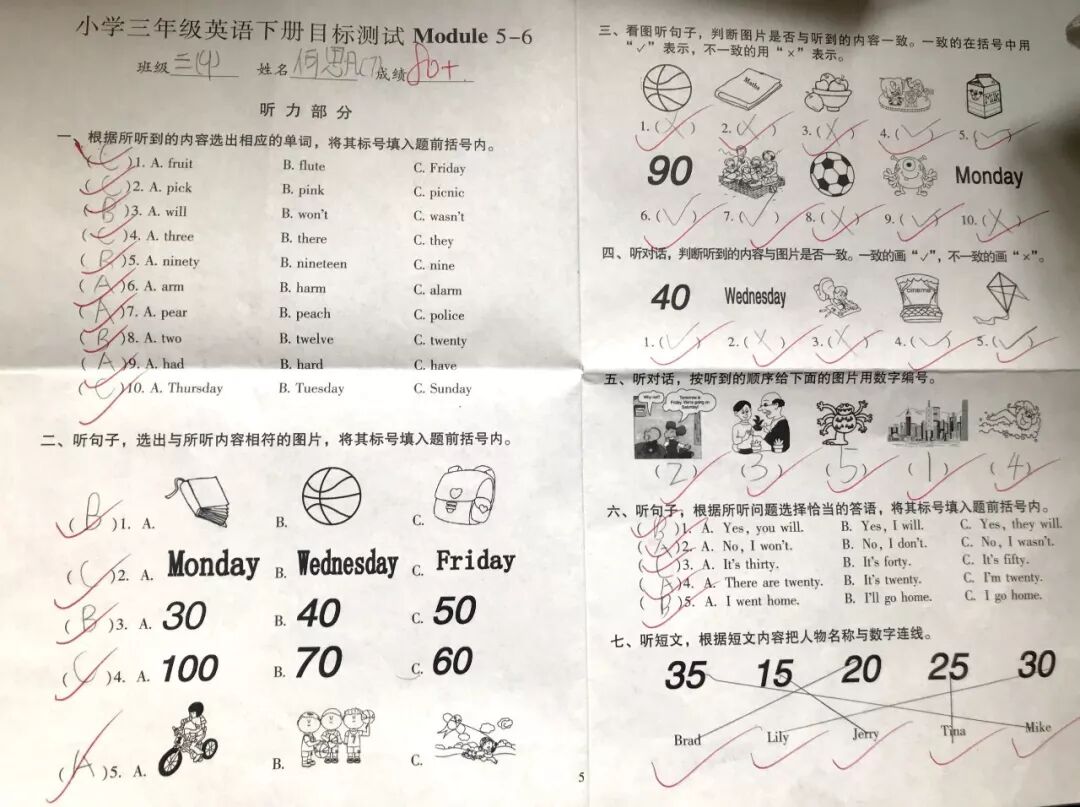 小学三年级英语下册目标测试 Module 5-6
班级 三(4) 姓名 何思 成绩 80+
听 力 部 分
一、根据所听到的内容选出相应的单词，将其标号填入题前括号内。
( C )1. A. fruit B. flute C. Friday
( C )2. A. pick B. pink C. picnic
( B )3. A. will B. won't C. wasn't
( C )4. A. three B. there C. they
( B )5. A. ninety B. nineteen C. nine
( A )6. A. arm B. harm C. alarm
( A )7. A. pear B. peach C. police
( B )8. A. two B. twelve C. twenty
( A )9. A. had B. hard C. have
( C )10. A. Thursday B. Tuesday C. Sunday
二、听句子，选出与所听内容相符的图片，将其标号填入题前括号内。
( B )1. A. B. C.
( C )2. A. Monday B. Wednesday C. Friday
( B )3. A. 30 B. 40 C. 50
( C )4. A. 100 B. 70 C. 60
( A )5. A. B. C.
5
三、看图听句子，判断图片是否与听到的内容一致。一致的在括号中用
“✓”表示，不一致的用“×”表示。
Maths MILK
1. ( × ) 2. ( × ) 3. ( × ) 4. ( ✓ ) 5. ( ✓ )
90 Monday
6. ( ✓ ) 7. ( ✓ ) 8. ( × ) 9. ( ✓ ) 10. ( × )
四、听对话，判断听到的内容与图片是否一致。一致的画“✓”，不一致的画“×”。
40 Wednesday CINEMA
1. ( ✓ ) 2. ( × ) 3. ( × ) 4. ( ✓ ) 5. ( ✓ )
五、听对话，按听到的顺序给下面的图片用数字编号。
Why not? Tomorrow is
Friday. We're going on
Saturday!
( 2 ) ( 3 ) ( 5 ) ( 1 ) ( 4 )
六、听句子，根据所听问题选择恰当的答语，将其标号填入题前括号内。
( B )1. A. Yes, you will. B. Yes, I will. C. Yes, they will.
( A )2. A. No, I won't. B. No, I don't. C. No, I wasn't.
( C )3. A. It's thirty. B. It's forty. C. It's fifty.
( A )4. A. There are twenty. B. It's twenty. C. I'm twenty.
( B )5. A. I went home. B. I'll go home. C. I go home.
七、听短文，根据短文内容把人物名称与数字连线。
35 15 20 25 30
Brad Lily Jerry Tina Mike